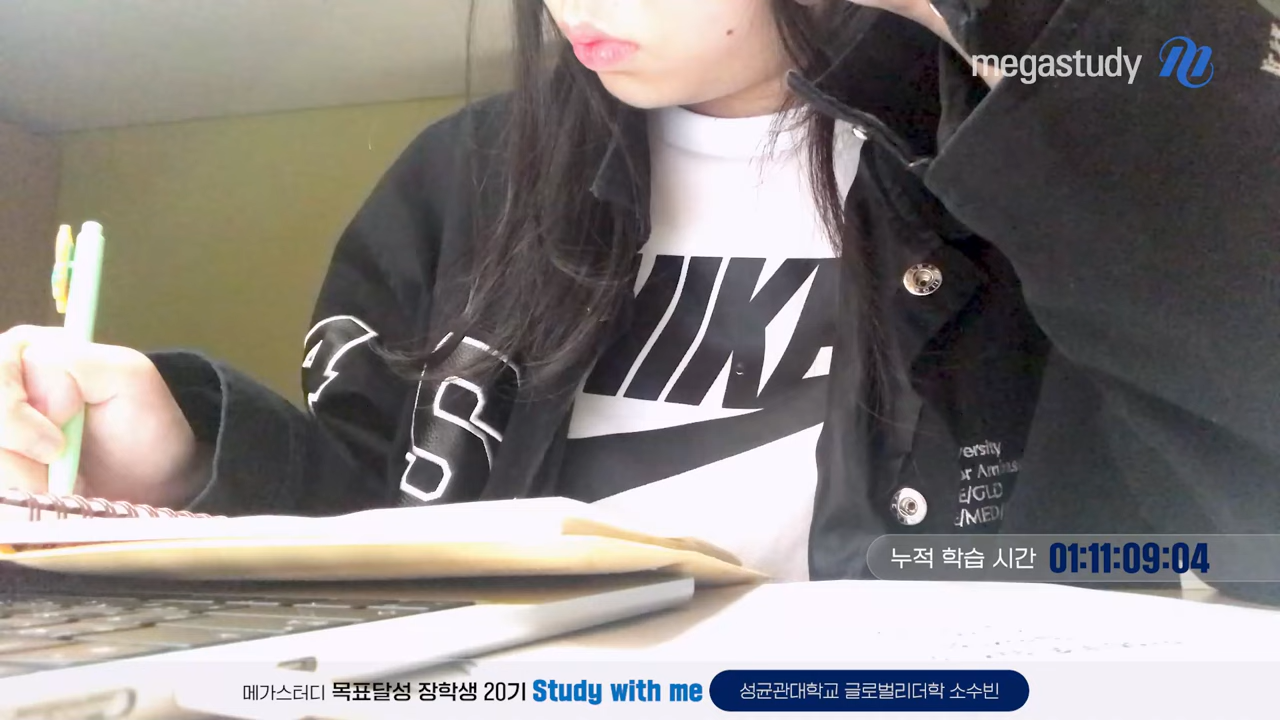 megastudy
NIKE
versity
E/GLD
누적 학습 시간 01:11:09:04
메가스터디 목표달성 장학생 20기 Study with me 성균관대학교 글로벌리더학 소수빈